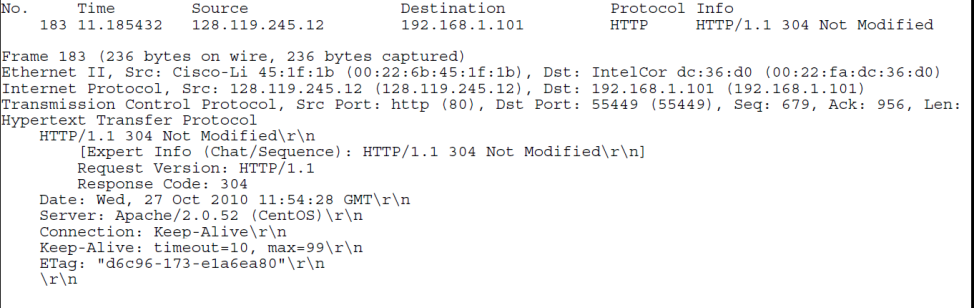 No. Time Source Destination Protocol Info
183 11.185432 128.119.245.12 192.168.1.101 HTTP HTTP/1.1 304 Not Modified
Frame 183 (236 bytes on wire, 236 bytes captured)
Ethernet II, Src: Cisco-Li 45:1f:1b (00:22:6b:45:1f:1b), Dst: IntelCor dc:36:d0 (00:22:fa:dc:36:d0)
Internet Protocol, Src: 128.119.245.12 (128.119.245.12), Dst: 192.168.1.101 (192.168.1.101)
Transmission Control Protocol, Src Port: http (80), Dst Port: 55449 (55449), Seq: 679, Ack: 956, Len:
Hypertext Transfer Protocol
HTTP/1.1 304 Not Modified\r\n
[Expert Info (Chat/Sequence): HTTP/1.1 304 Not Modified\r\n]
Request Version: HTTP/1.1
Response Code: 304
Date: Wed, 27 Oct 2010 11:54:28 GMT\r\n
Server: Apache/2.0.52 (CentOS)\r\n
Connection: Keep-Alive\r\n
Keep-Alive: timeout=10, max=99\r\n
ETag: "d6c96-173-e1a6ea80"\r\n
\r\n